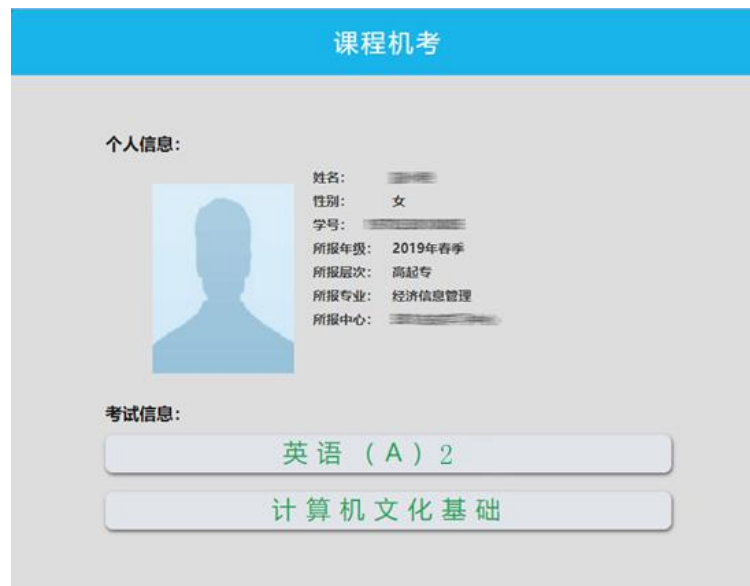 课程机考
个人信息：
姓名：
性别： 女
学号：
所报年级： 2019年春季
所报层次： 高起专
所报专业： 经济信息管理
所报中心：
考试信息：
英语（A）2
计算机文化基础